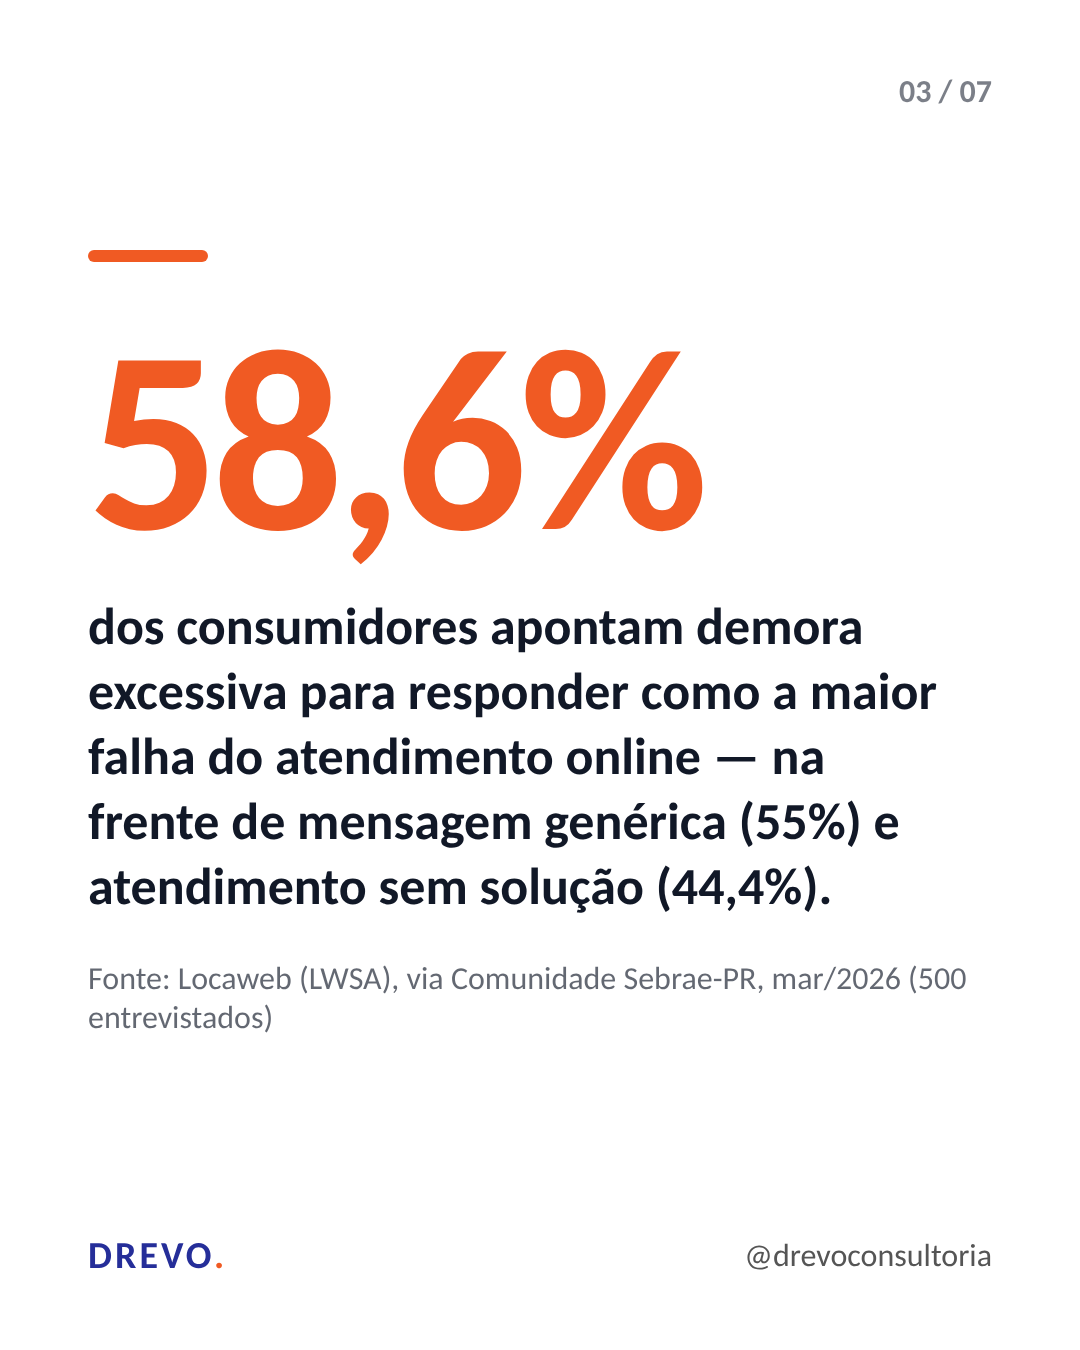 03 / 07
58,6%
dos consumidores apontam demora
excessiva para responder como a maior
falha do atendimento online — na
frente de mensagem genérica (55%) e
atendimento sem solução (44,4%).
Fonte: Locaweb (LWSA), via Comunidade Sebrae-PR, mar/2026 (500
entrevistados)
DREVO.
@drevoconsultoria